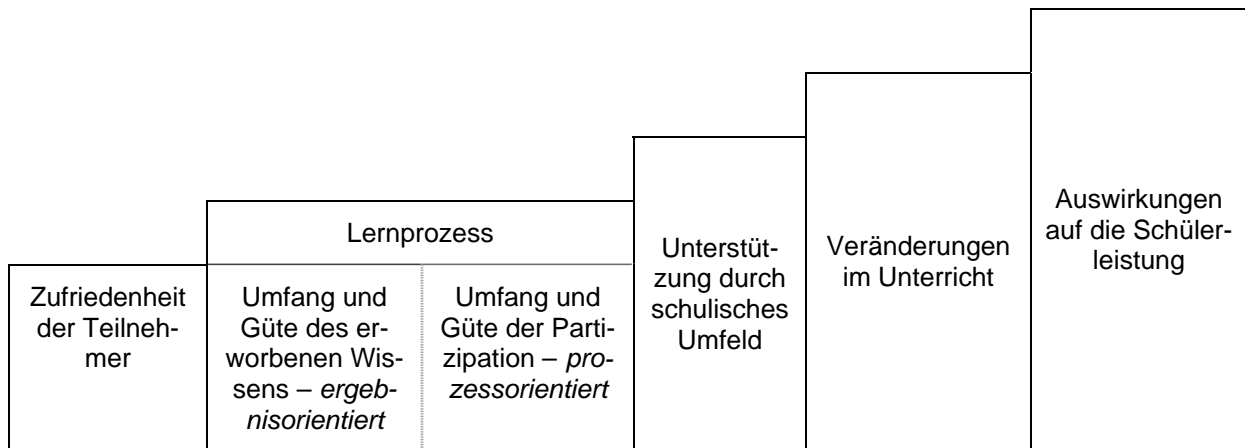 Zufriedenheit
der Teilneh-
mer
Lernprozess
Umfang und
Güte des er-
worbenen Wis-
sens – ergeb-
nisorientiert
Umfang und
Güte der Parti-
zipation – pro-
zessorientiert
Unterstüt-
zung durch
schulisches
Umfeld
Veränderungen
im Unterricht
Auswirkungen
auf die Schüler-
leistung